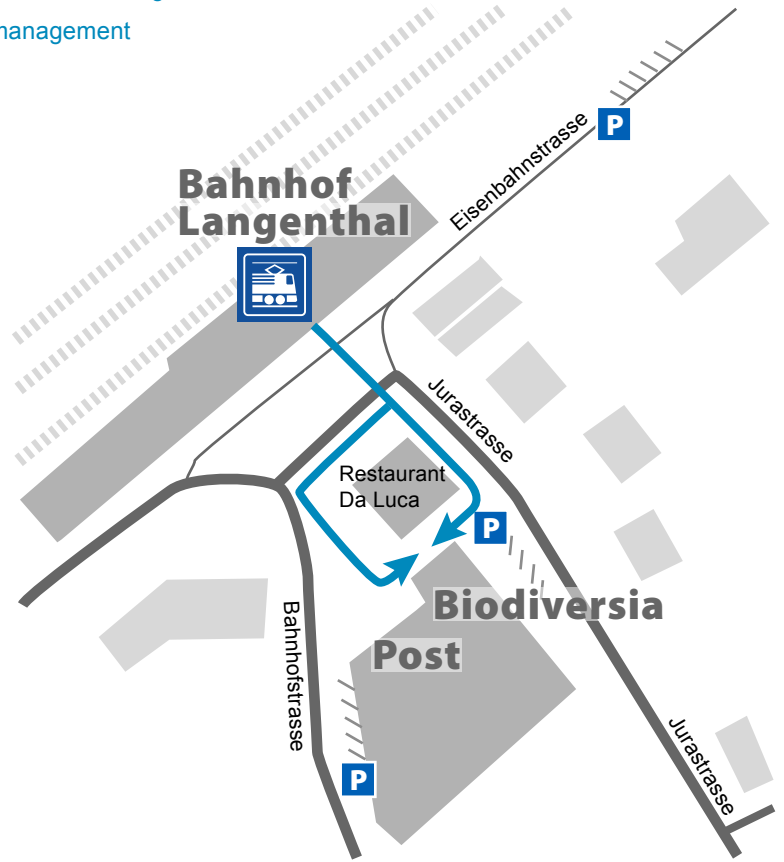 management
Bahnhof
Langenthal
Eisenbahnstrasse
P
Jurastrasse
Restaurant
Da Luca
P
Biodiversia
Bahnhofstrasse
Post
P
Jurastrasse